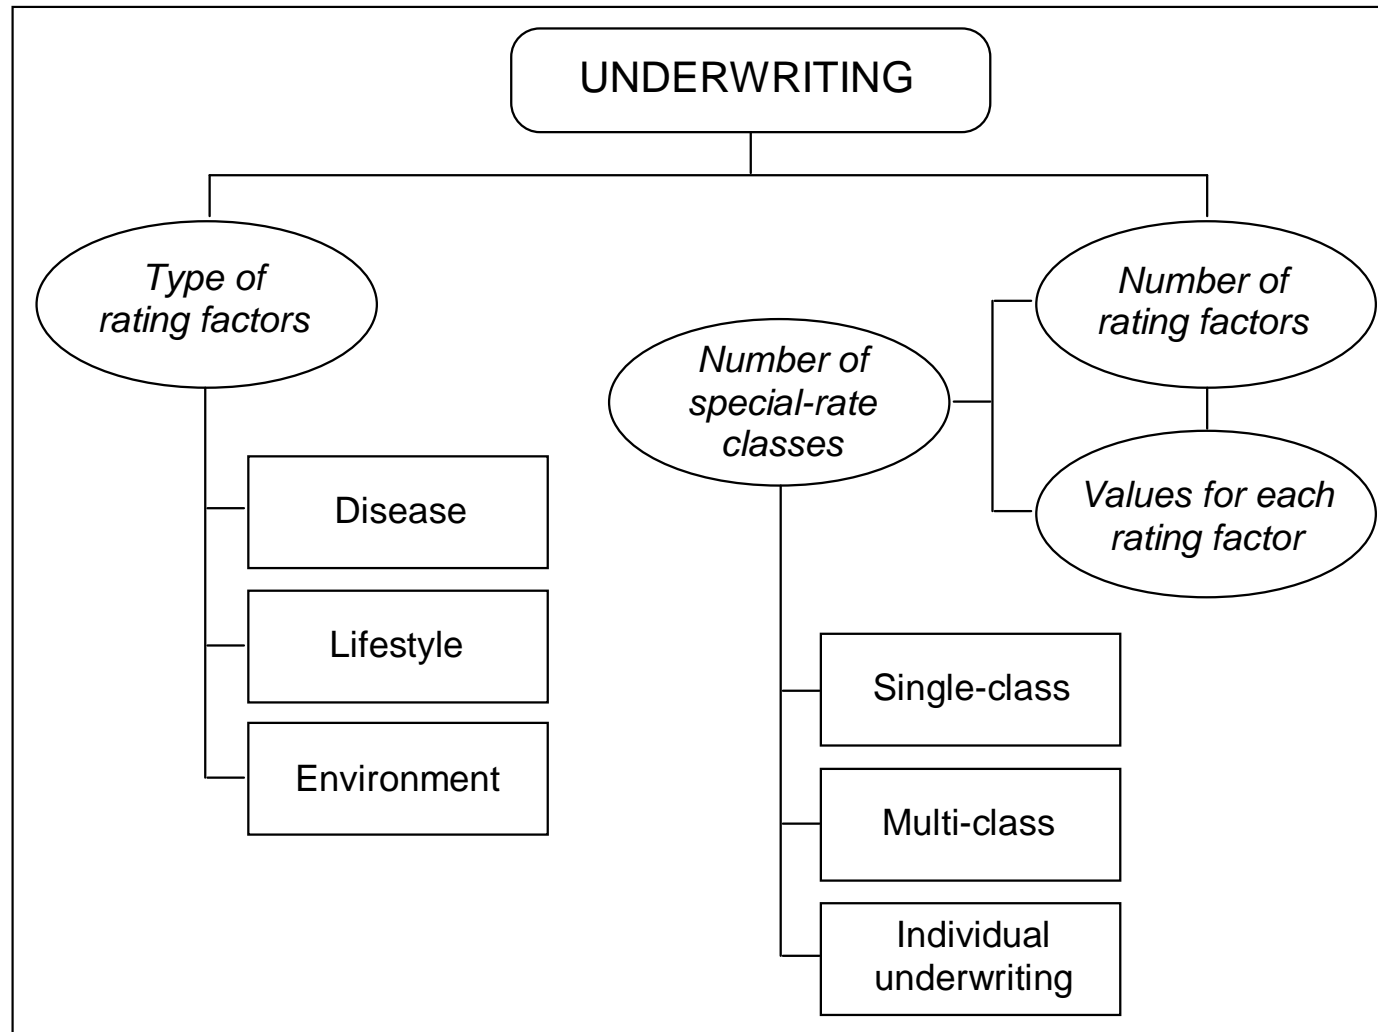 UNDERWRITING
Type of
rating factors
Number of
rating factors
Number of
special-rate
classes
Values for each
rating factor
Disease
Lifestyle
Environment
Single-class
Multi-class
Individual
underwriting